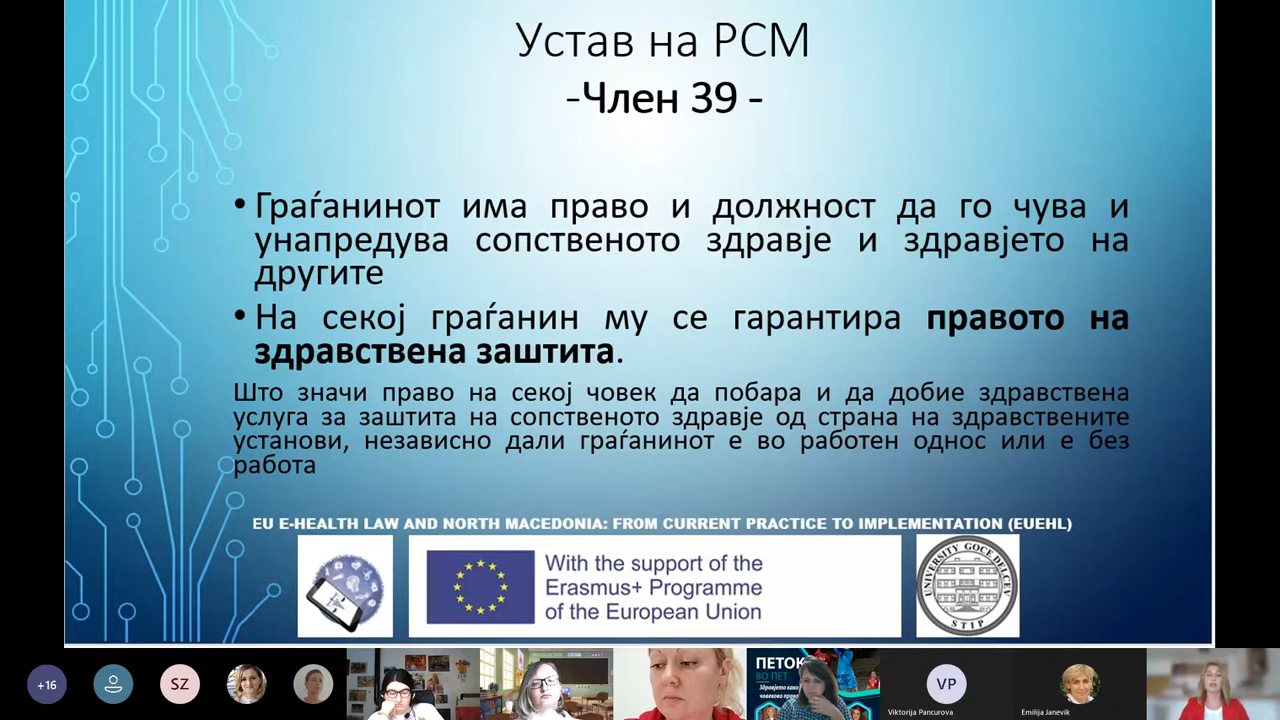 Устав на РСМ
-Член 39 -
• Граѓанинот има право и должност да го чува и
унапредува сопственото здравје и здравјето на
другите
• На секој граѓанин му се гарантира правото на
здравствена заштита.
Што значи право на секој човек да побара и да добие здравствена
услуга за заштита на сопственото здравје од страна на здравствените
установи, независно дали граѓанинот е во работен однос или е без
работа
EU E-HEALTH LAW AND NORTH MACEDONIA: FROM CURRENT PRACTICE TO IMPLEMENTATION (EUEHL)
With the support of the
Erasmus+ Programme
of the European Union
UNIVERSITY GOCE DELCEV
STIP
+16
SZ
ПЕТОК
ВО ПЕТ
Здравјето како
човеково право
VP
Viktorija Pancurova
Emilija Janevik